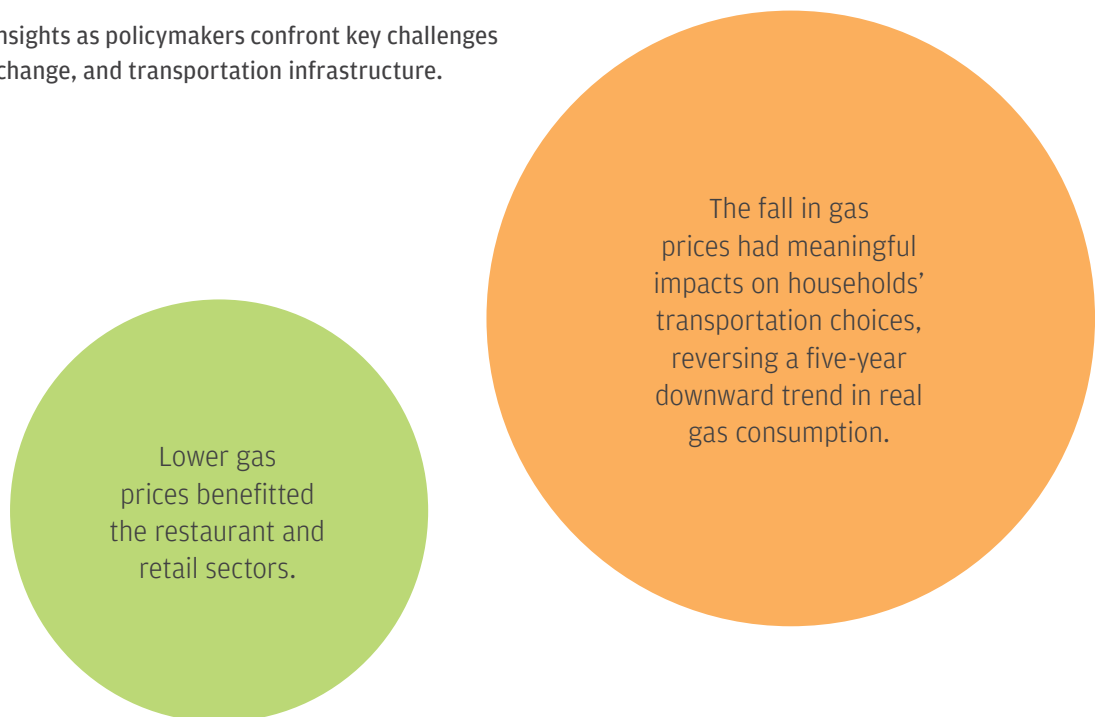 nsights as policymakers confront key challenges
change, and transportation infrastructure.
The fall in gas
prices had meaningful
impacts on households’
transportation choices,
reversing a five-year
downward trend in real
gas consumption.
Lower gas
prices benefitted
the restaurant and
retail sectors.